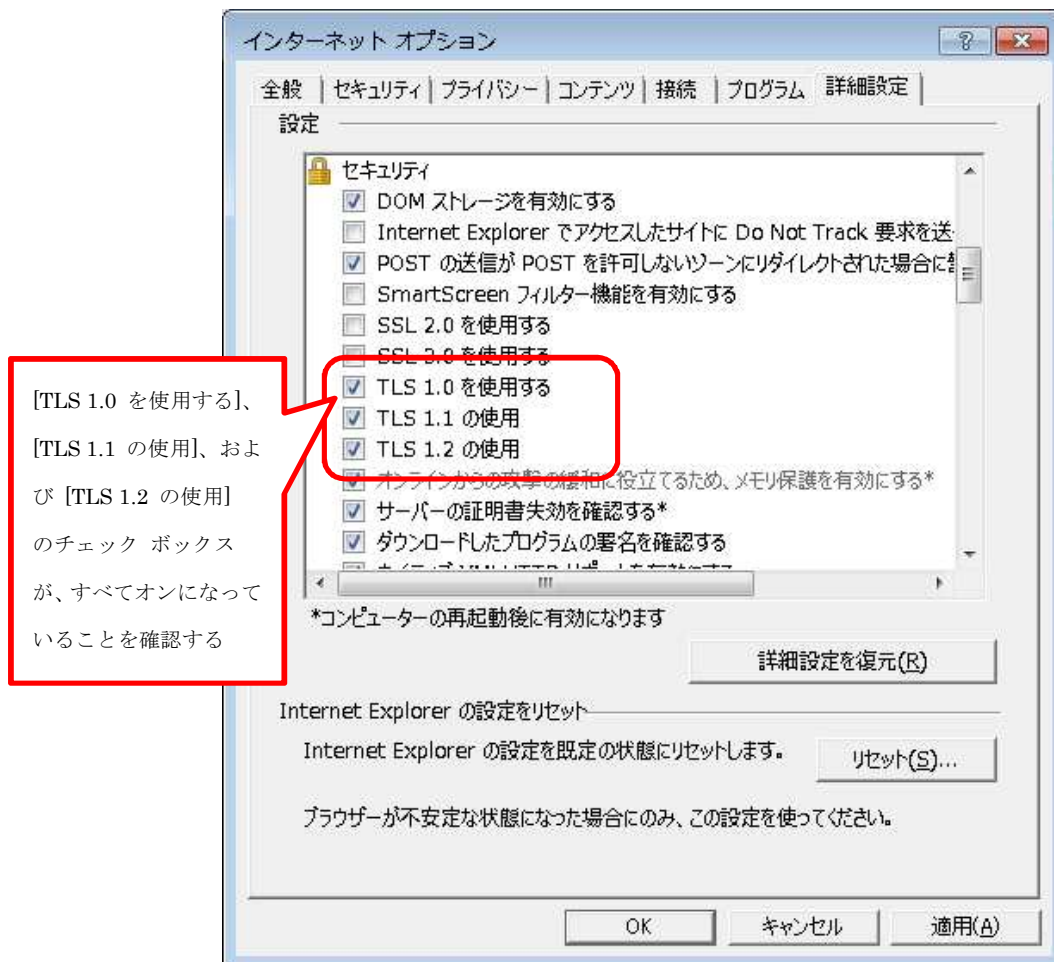 インターネット オプション
全般
セキュリティ
プライバシー
コンテンツ
接続
プログラム
詳細設定
設定
セキュリティ
DOM ストレージを有効にする
Internet Explorer でアクセスしたサイトに Do Not Track 要求を送
POST の送信が POST を許可しないゾーンにリダイレクトされた場合に
SmartScreen フィルター機能を有効にする
SSL 2.0 を使用する
SSL 3.0 を使用する
TLS 1.0 を使用する
TLS 1.1 の使用
TLS 1.2 の使用
オンラインからの攻撃の緩和に役立てるため、メモリ保護を有効にする*
サーバーの証明書失効を確認する*
ダウンロードしたプログラムの署名を確認する
*コンピューターの再起動後に有効になります
詳細設定を復元(R)
Internet Explorer の設定をリセット
Internet Explorer の設定を既定の状態にリセットします。
リセット(S)...
ブラウザーが不安定な状態になった場合にのみ、この設定を使ってください。
OK
キャンセル
適用(A)
[TLS 1.0 を使用する]、
[TLS 1.1 の使用]、およ
び [TLS 1.2 の使用]
のチェック ボックス
が、すべてオンになって
いることを確認する